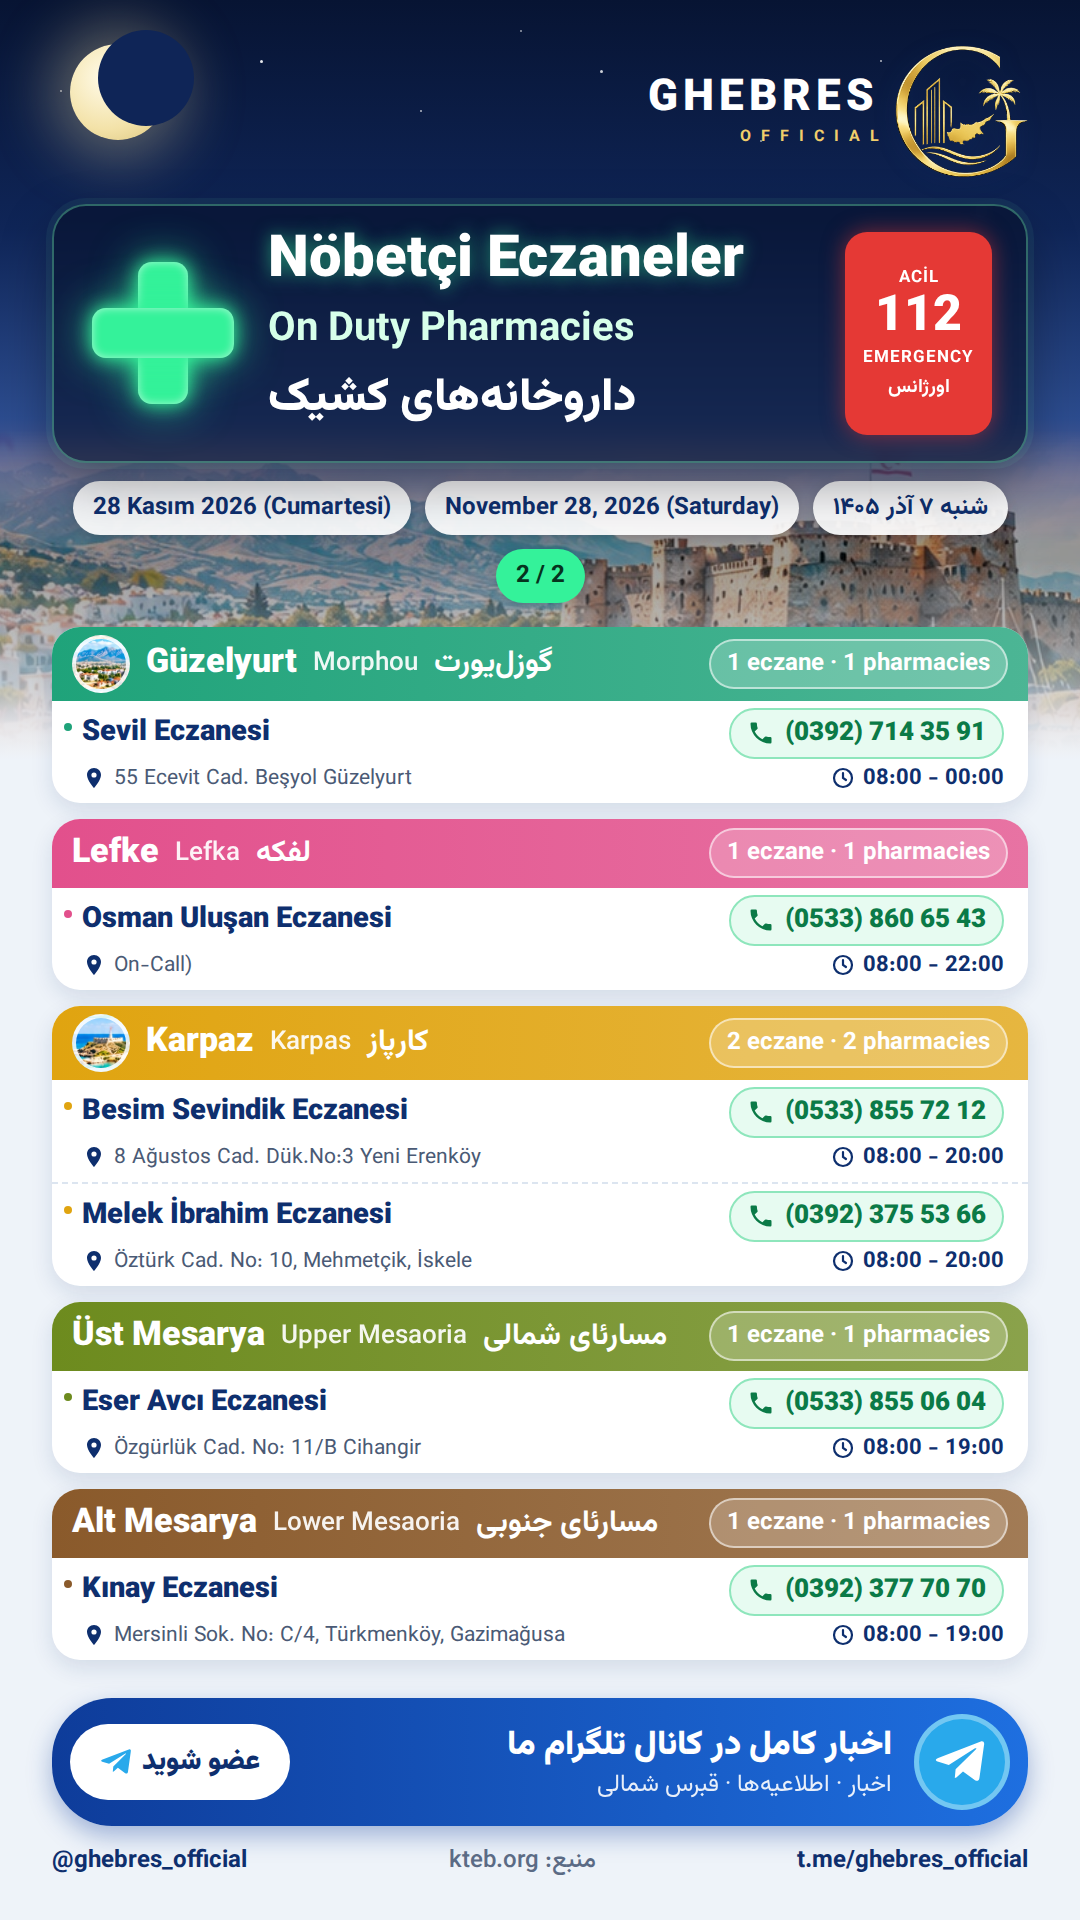 GHEBRES
OFFICIAL
Nöbetçi Eczaneler
On Duty Pharmacies
داروخانه‌های کشیک
ACİL
112
EMERGENCY
اورژانس
28 Kasım 2026 (Cumartesi)
November 28, 2026 (Saturday)
شنبه ۷ آذر ۱۴۰۵
2 / 2
Güzelyurt Morphou گوزل‌یورت
1 eczane · 1 pharmacies
Sevil Eczanesi
(0392) 714 35 91
55 Ecevit Cad. Beşyol Güzelyurt
08:00 - 00:00
Lefke Lefka لفکه
1 eczane · 1 pharmacies
Osman Uluşan Eczanesi
(0533) 860 65 43
On-Call)
08:00 - 22:00
Karpaz Karpas کارپاز
2 eczane · 2 pharmacies
Besim Sevindik Eczanesi
(0533) 855 72 12
8 Ağustos Cad. Dük.No:3 Yeni Erenköy
08:00 - 20:00
Melek İbrahim Eczanesi
(0392) 375 53 66
Öztürk Cad. No: 10, Mehmetçik, İskele
08:00 - 20:00
Üst Mesarya Upper Mesaoria مسارئای شمالی
1 eczane · 1 pharmacies
Eser Avcı Eczanesi
(0533) 855 06 04
Özgürlük Cad. No: 11/B Cihangir
08:00 - 19:00
Alt Mesarya Lower Mesaoria مسارئای جنوبی
1 eczane · 1 pharmacies
Kınay Eczanesi
(0392) 377 70 70
Mersinli Sok. No: C/4, Türkmenköy, Gazimağusa
08:00 - 19:00
اخبار کامل در کانال تلگرام ما
اخبار · اطلاعیه‌ها · قبرس شمالی
عضو شوید
@ghebres_official
منبع: kteb.org
t.me/ghebres_official